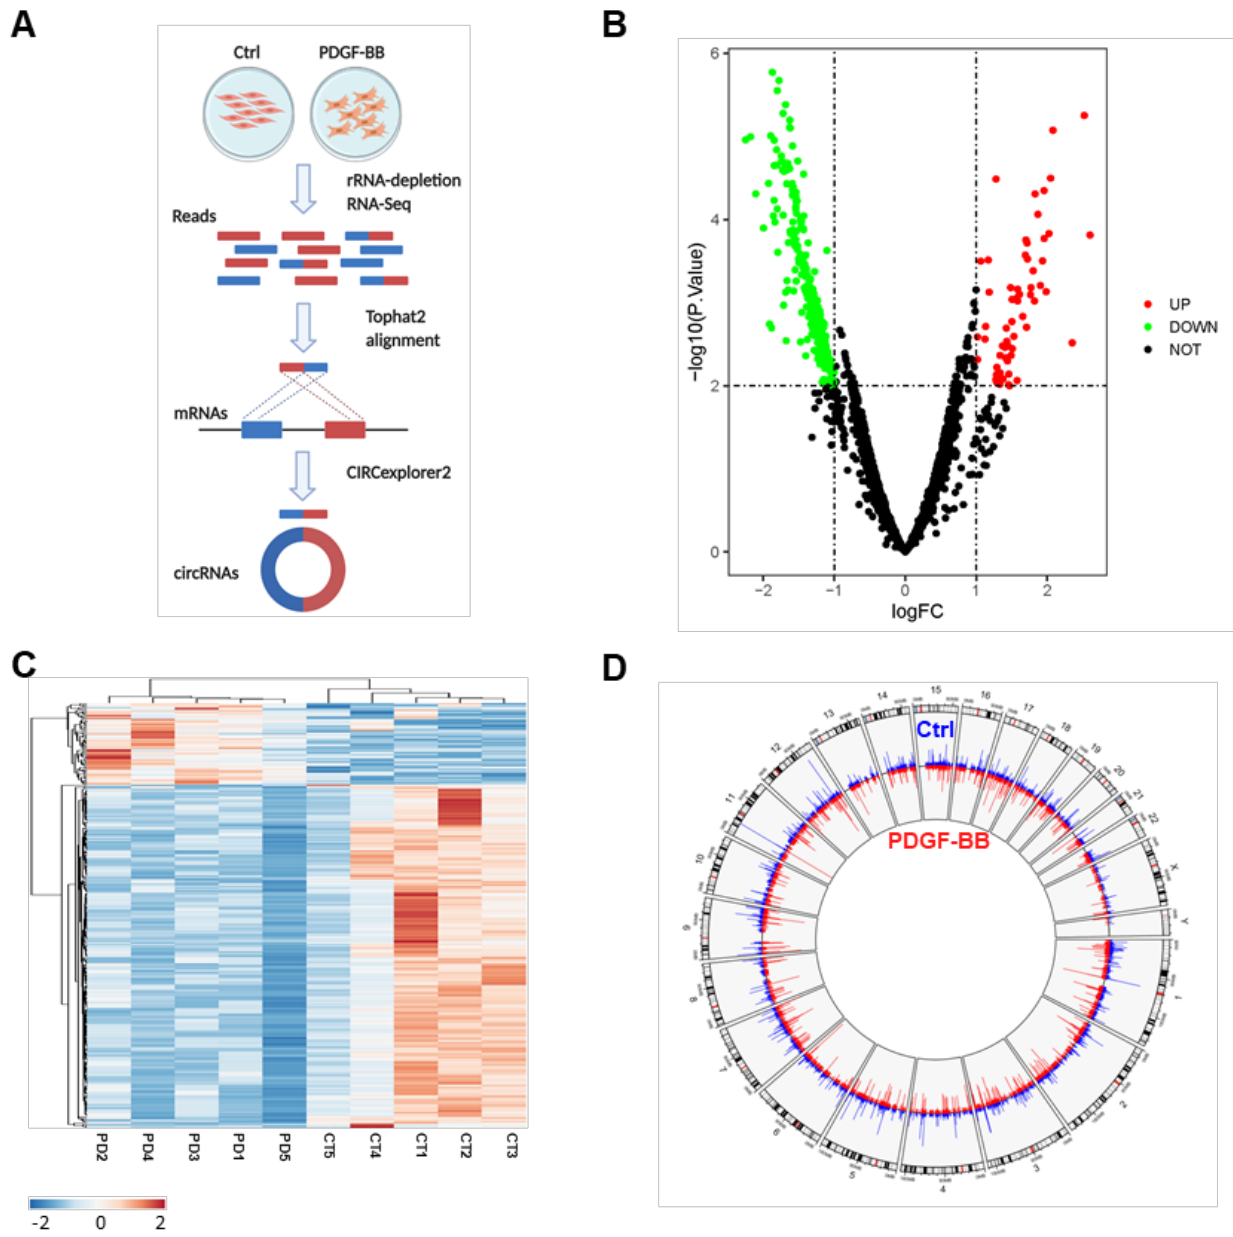 A
Ctrl
PDGF-BB
rRNA-depletion
RNA-Seq
Reads
Tophat2
alignment
mRNAs
CIRCexplorer2
circRNAs
B
6
4
2
0
−2
−1
0
1
2
−log10(P.Value)
logFC
UP
DOWN
NOT
C
PD2
PD4
PD3
PD1
PD5
CT5
CT4
CT1
CT2
CT3
-2
0
2
D
Ctrl
PDGF-BB
15
16
17
18
19
20
21
22
X
Y
1
2
3
4
5
6
7
8
9
10
11
12
13
14